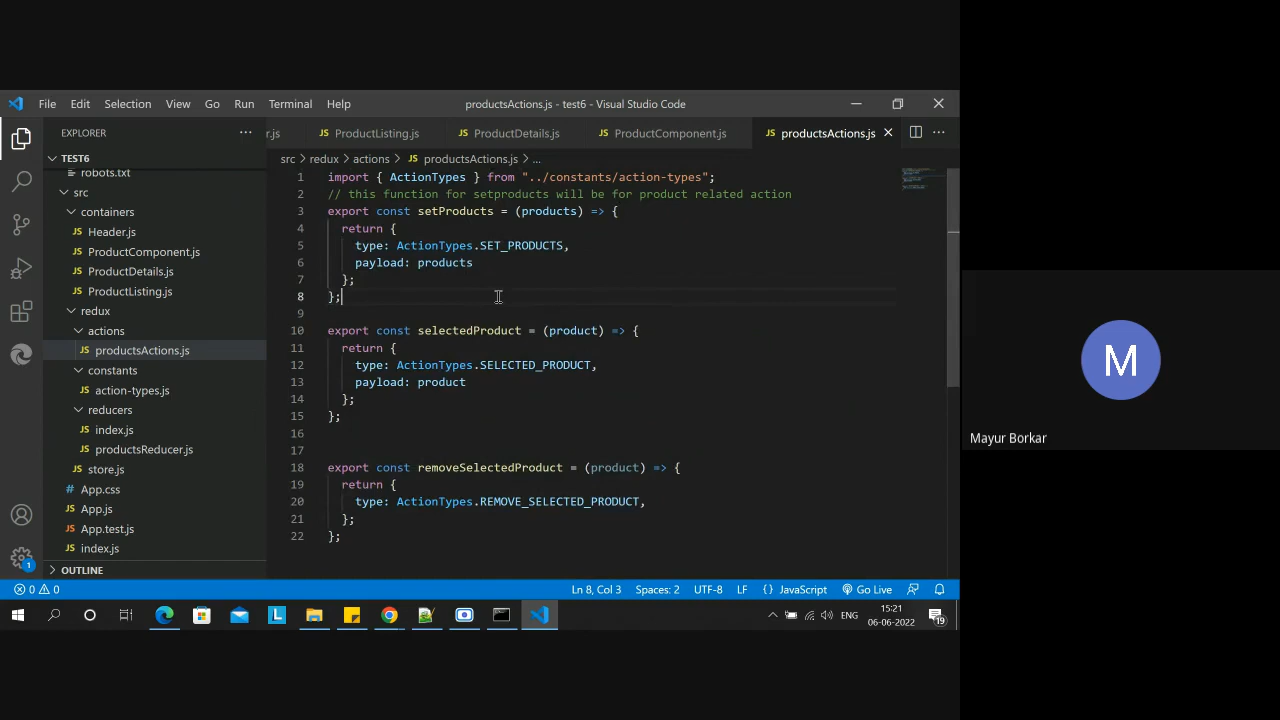 File Edit Selection View Go Run Terminal Help productsActions.js - test6 - Visual Studio Code
EXPLORER
r.js ProductListing.js ProductDetails.js ProductComponent.js productsActions.js
TEST6
robots.txt
src
containers
Header.js
ProductComponent.js
ProductDetails.js
ProductListing.js
redux
actions
productsActions.js
constants
action-types.js
reducers
index.js
productsReducer.js
store.js
App.css
App.js
App.test.js
index.js
OUTLINE
src > redux > actions > productsActions.js > ...
1 import { ActionTypes } from "../constants/action-types";
2 // this function for setproducts will be for product related action
3 export const setProducts = (products) => {
4 return {
5 type: ActionTypes.SET_PRODUCTS,
6 payload: products
7 };
8 };
9
10 export const selectedProduct = (product) => {
11 return {
12 type: ActionTypes.SELECTED_PRODUCT,
13 payload: product
14 };
15 };
16
17
18 export const removeSelectedProduct = (product) => {
19 return {
20 type: ActionTypes.REMOVE_SELECTED_PRODUCT,
21 };
22 };
1
0 0 Ln 8, Col 3 Spaces: 2 UTF-8 LF {} JavaScript Go Live
L ENG 15:21
06-06-2022 19
M
Mayur Borkar